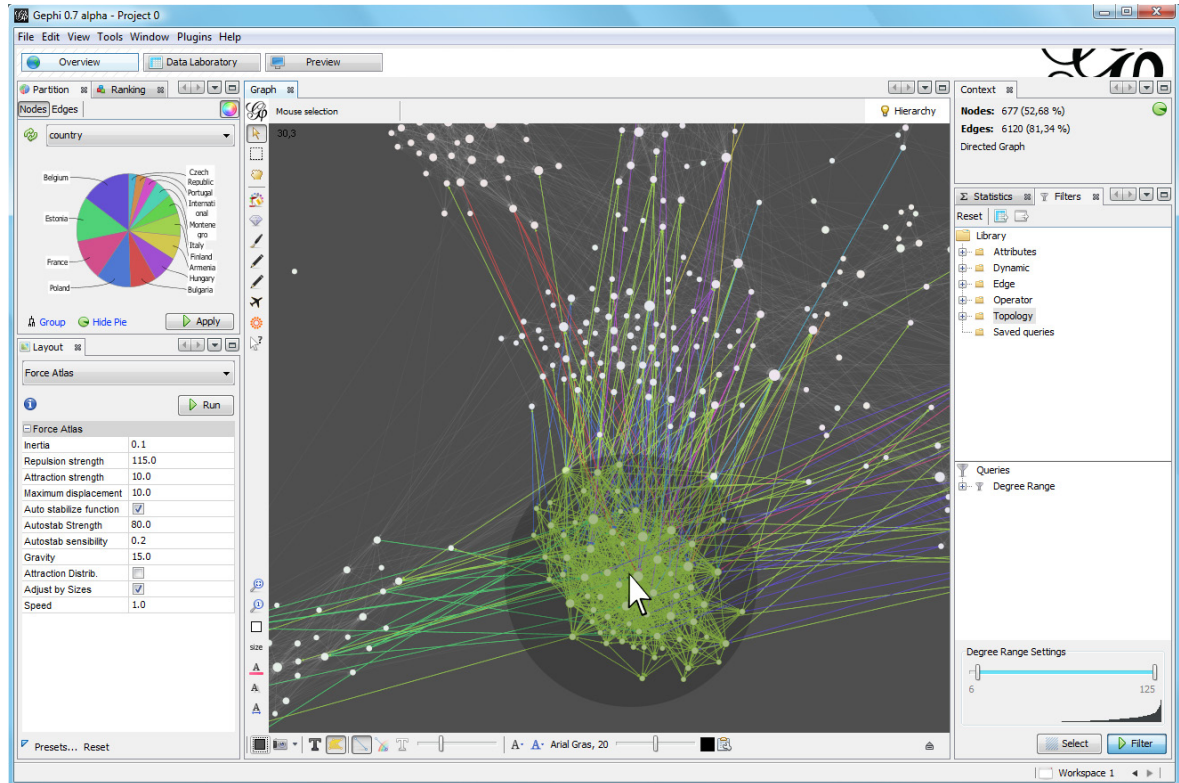 Gephi 0.7 alpha - Project 0
File Edit View Tools Window Plugins Help
Overview
Data Laboratory
Preview
Partition
Ranking
Nodes Edges
country
Belgium
Estonia
France
Poland
Czech
Republic
Portugal
Internati
onal
Montene
gro
Italy
Finland
Armenia
Hungary
Bulgaria
Group
Hide Pie
Apply
Layout
Force Atlas
Run
Force Atlas
Inertia 0.1
Repulsion strength 115.0
Attraction strength 10.0
Maximum displacement 10.0
Auto stabilize function
Autostab Strength 80.0
Autostab sensibility 0.2
Gravity 15.0
Attraction Distrib.
Adjust by Sizes
Speed 1.0
Presets... Reset
Graph
Mouse selection
Hierarchy
30,3
size
A
A
A
T
T
A- A- Arial Gras, 20
Context
Nodes: 677 (52,68 %)
Edges: 6120 (81,34 %)
Directed Graph
Σ Statistics
Filters
Reset
Library
Attributes
Dynamic
Edge
Operator
Topology
Saved queries
Queries
Degree Range
Degree Range Settings
6 125
Select
Filter
Workspace 1